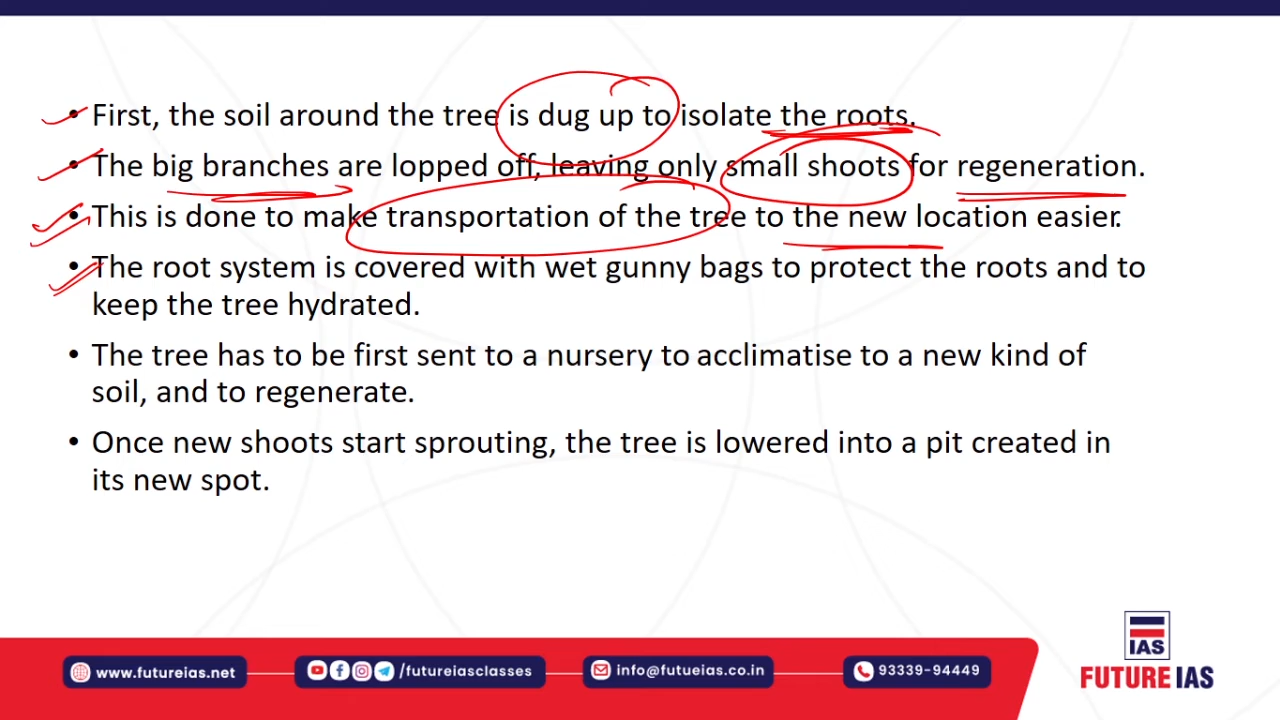 • First, the soil around the tree is dug up to isolate the roots.
• The big branches are lopped off, leaving only small shoots for regeneration.
• This is done to make transportation of the tree to the new location easier.
• The root system is covered with wet gunny bags to protect the roots and to
keep the tree hydrated.
• The tree has to be first sent to a nursery to acclimatise to a new kind of
soil, and to regenerate.
• Once new shoots start sprouting, the tree is lowered into a pit created in
its new spot.
IAS
FUTURE IAS
www.futureias.net
/futureiasclasses
info@futueias.co.in
93339-94449